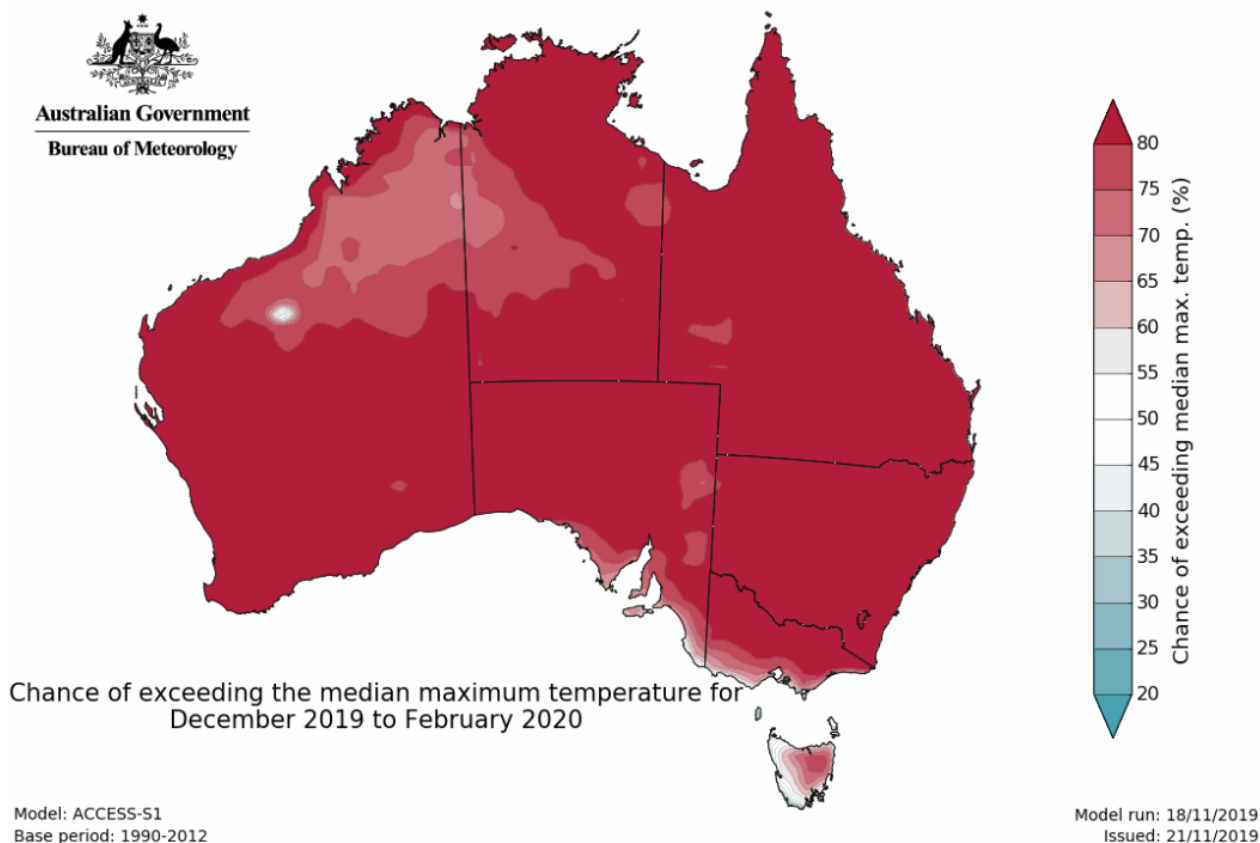 Australian Government
Bureau of Meteorology
80
75
70
65
60
55
50
45
40
35
30
25
20
Chance of exceeding median max. temp. (%)
Chance of exceeding the median maximum temperature for
December 2019 to February 2020
Model: ACCESS-S1
Base period: 1990-2012
Model run: 18/11/2019
Issued: 21/11/2019